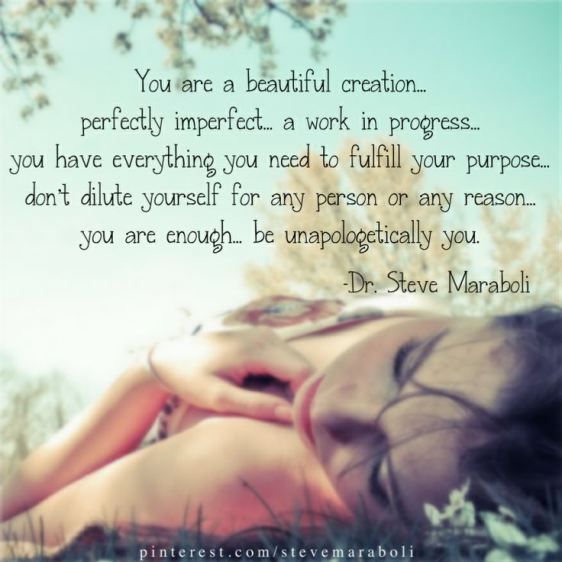 You are a beautiful creation...
perfectly imperfect... a work in progress...
you have everything you need to fulfill your purpose...
don't dilute yourself for any person or any reason...
you are enough... be unapologetically you.
-Dr. Steve Maraboli
pinterest.com/stevemaraboli